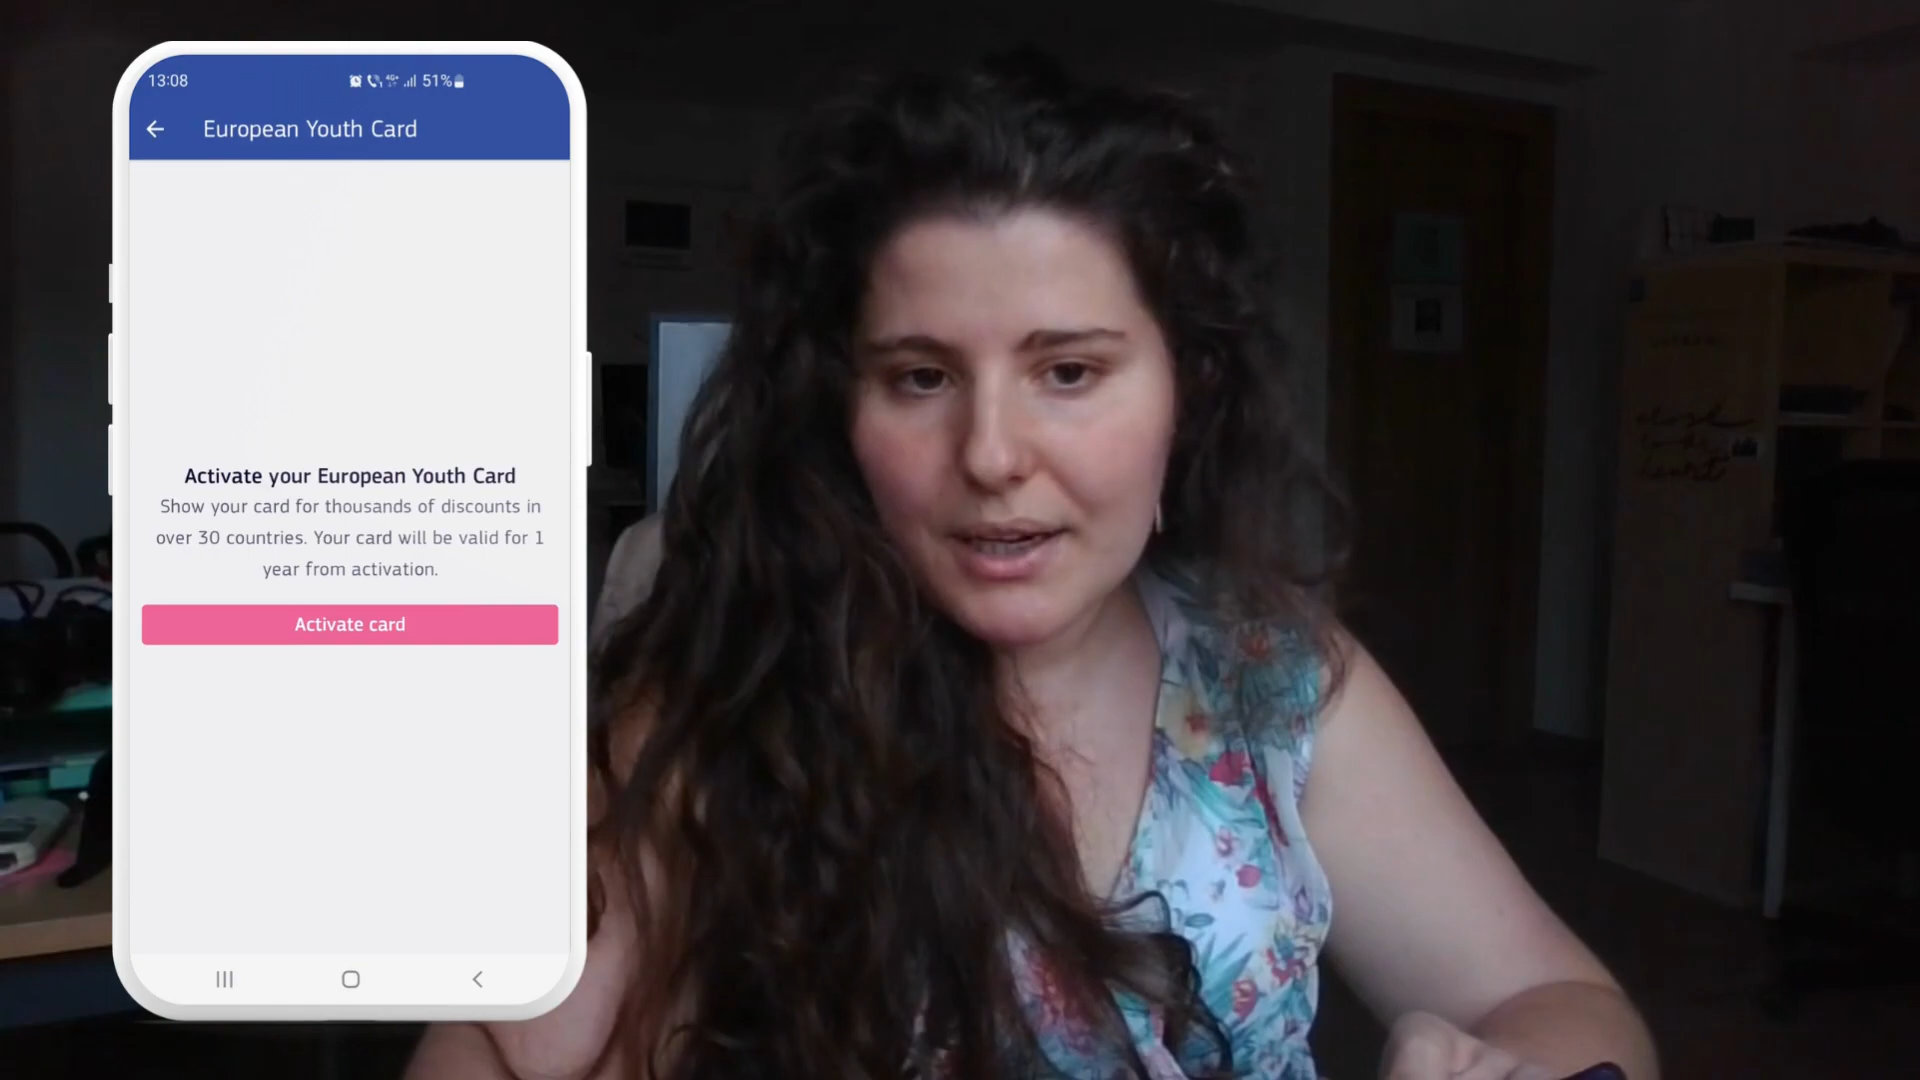 13:08
4G+
51%
European Youth Card
Activate your European Youth Card
Show your card for thousands of discounts in
over 30 countries. Your card will be valid for 1
year from activation.
Activate card